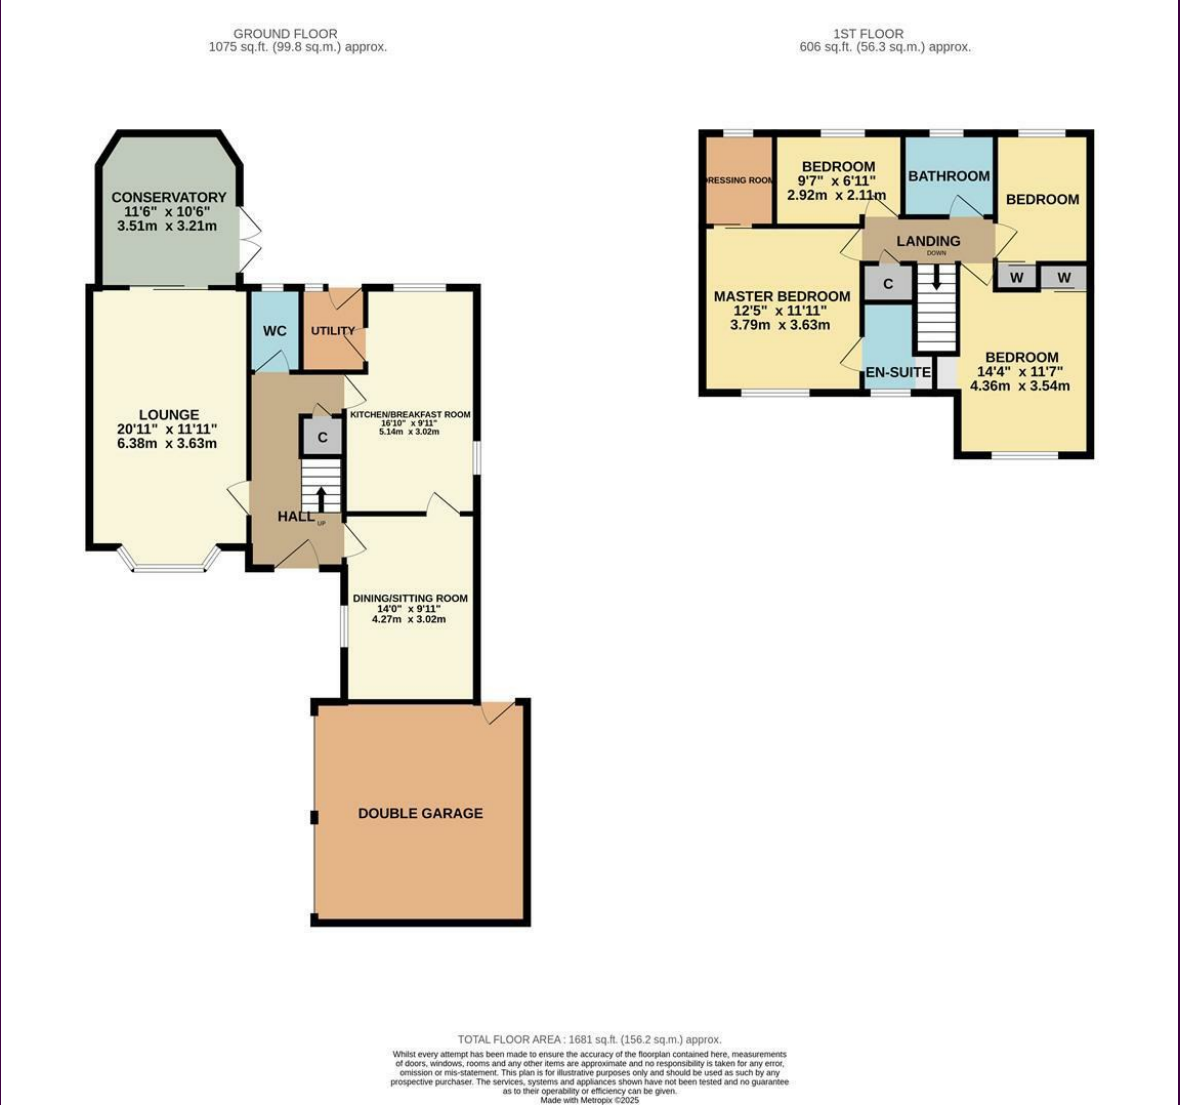 GROUND FLOOR
1075 sq.ft. (99.8 sq.m.) approx.
1ST FLOOR
606 sq.ft. (56.3 sq.m.) approx.
CONSERVATORY
11'6" x 10'6"
3.51m x 3.21m
WC
UTILITY
LOUNGE
20'11" x 11'11"
6.38m x 3.63m
KITCHEN/BREAKFAST ROOM
16'10" x 9'11"
5.14m x 3.02m
C
HALL
UP
DINING/SITTING ROOM
14'0" x 9'11"
4.27m x 3.02m
DOUBLE GARAGE
DRESSING ROOM
BEDROOM
9'7" x 6'11"
2.92m x 2.11m
BATHROOM
BEDROOM
LANDING
DOWN
C
W
W
MASTER BEDROOM
12'5" x 11'11"
3.79m x 3.63m
EN-SUITE
BEDROOM
14'4" x 11'7"
4.36m x 3.54m
TOTAL FLOOR AREA : 1681 sq.ft. (156.2 sq.m.) approx.
Whilst every attempt has been made to ensure the accuracy of the floorplan contained here, measurements
of doors, windows, rooms and any other items are approximate and no responsibility is taken for any error,
omission or mis-statement. This plan is for illustrative purposes only and should be used as such by any
prospective purchaser. The services, systems and appliances shown have not been tested and no guarantee
as to their operability or efficiency can be given.
Made with Metropix ©2025